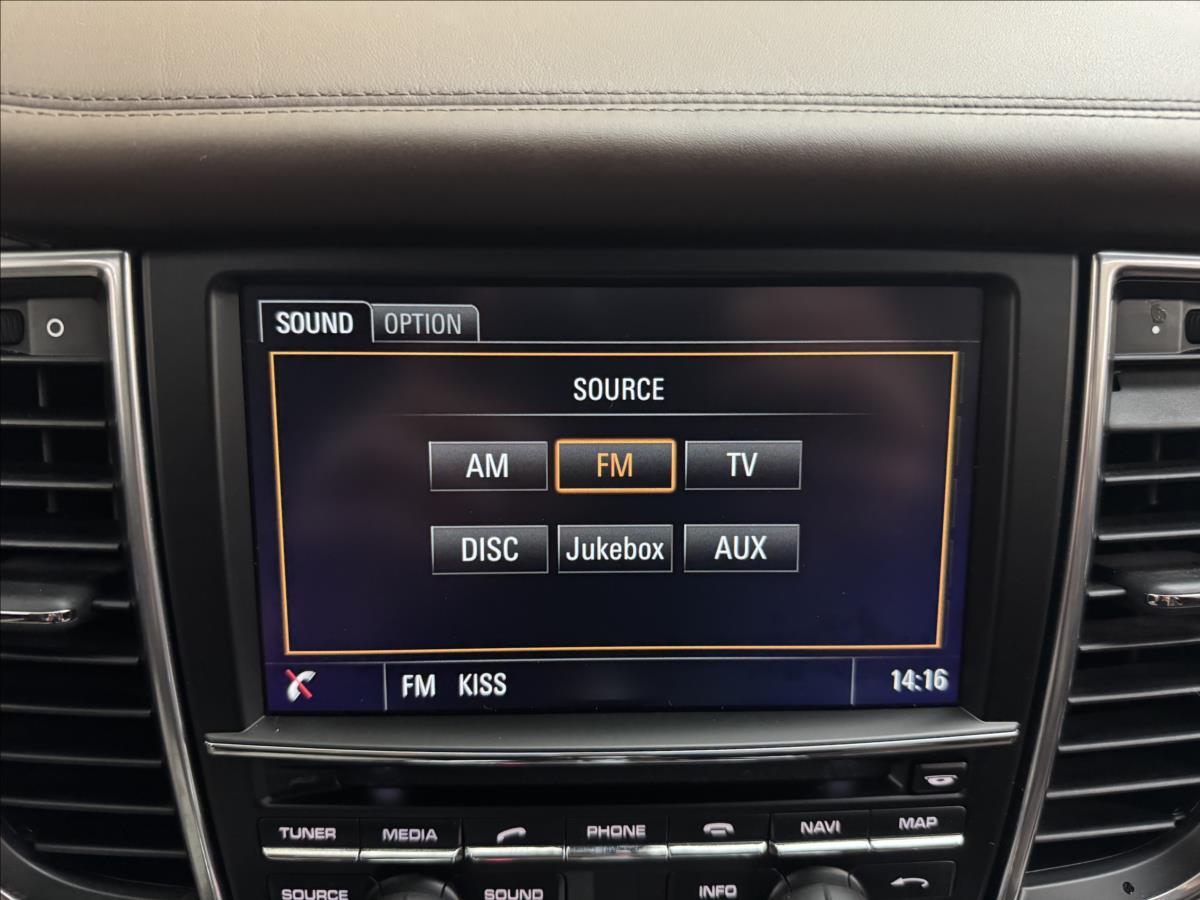 SOUND OPTION
SOURCE
AM FM TV
DISC Jukebox AUX
FM KISS 14:16
TUNER MEDIA PHONE NAVI MAP
SOURCE SOUND INFO